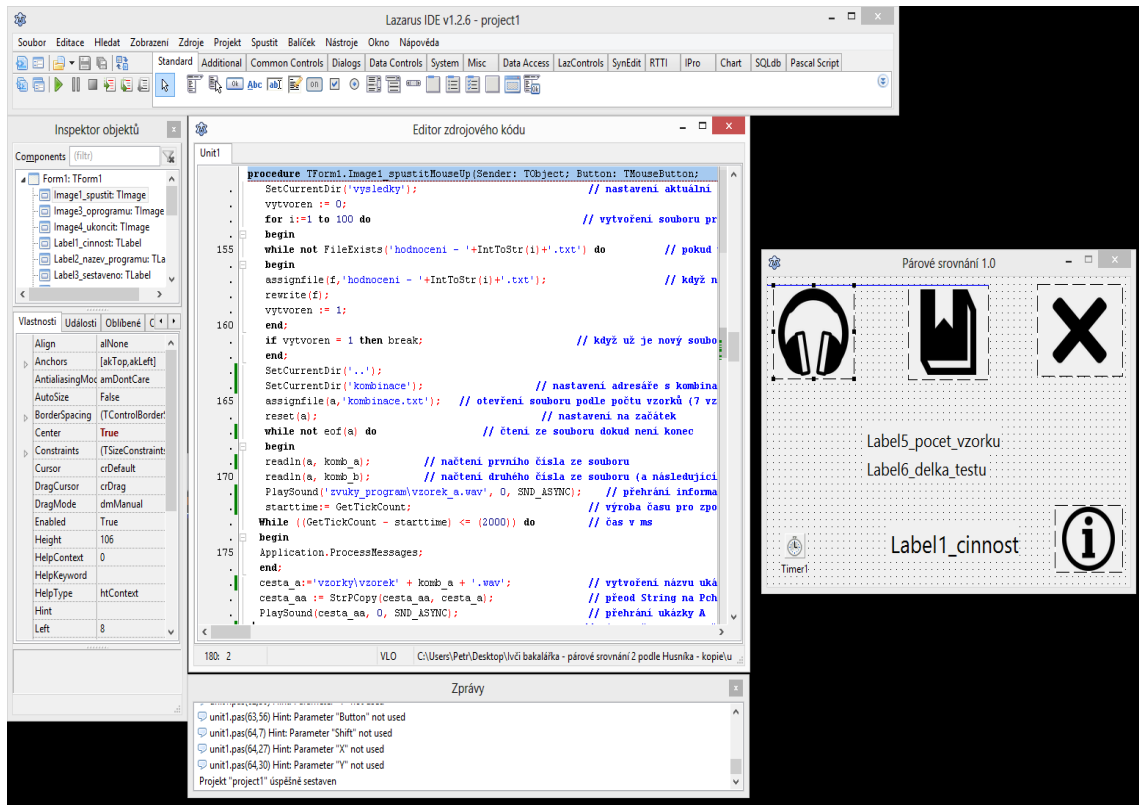 Lazarus IDE v1.2.6 - project1
Soubor Editace Hledat Zobrazení Zdroje Projekt Spustit Balíček Nástroje Okno Nápověda
Standard Additional Common Controls Dialogs Data Controls System Misc Data Access LazControls SynEdit RTTI IPro Chart SQLdb Pascal Script
Ok Abc ab on
Inspektor objektů
Components (filtr)
Form1: TForm1
Image1_spustit: TImage
Image3_oprogramu: TImage
Image4_ukoncit: TImage
Label1_cinnost: TLabel
Label2_nazev_programu: TLa
Label3_sestaveno: TLabel
Vlastnosti Události Oblíbené
Align alNone
Anchors [akTop,akLeft]
AntialiasingMod amDontCare
AutoSize False
BorderSpacing (TControlBorder
Center True
Constraints (TSizeConstraints
Cursor crDefault
DragCursor crDrag
DragMode dmManual
Enabled True
Height 106
HelpContext 0
HelpKeyword
HelpType htContext
Hint
Left 8
Editor zdrojového kódu
Unit1
procedure TForm1.Image1_spustitMouseUp(Sender: TObject; Button: TMouseButton;
SetCurrentDir('vysledky'); // nastavení aktuální
vytvoren := 0;
for i:=1 to 100 do // vytvoření souboru pr
begin
155 while not FileExists('hodnoceni - '+IntToStr(i)+'.txt') do // pokud
begin
assignfile(f,'hodnoceni - '+IntToStr(i)+'.txt'); // když n
rewrite(f);
vytvoren := 1;
160 end;
if vytvoren = 1 then break; // když už je nový soubo
end;
SetCurrentDir('..');
SetCurrentDir('kombinace'); // nastavení adresáře s kombina
165 assignfile(a,'kombinace.txt'); // otevření souboru podle počtu vzorků (7 vz
reset(a); // nastavení na začátek
while not eof(a) do // čtení ze souboru dokud není konec
begin
readln(a, komb_a); // načtení prvního čísla ze souboru
170 readln(a, komb_b); // načtení druhého čísla ze souboru (a následující
PlaySound('zvuky_program\vzorek_a.wav', 0, SND_ASYNC); // přehrání informa
starttime:= GetTickCount; // výroba času pro zpo
While ((GetTickCount - starttime) <= (2000)) do // čas v ms
begin
175 Application.ProcessMessages;
end;
cesta_a:='vzorky\vzorek' + komb_a + '.wav'; // vytvoření názvu uká
cesta_aa := StrPCopy(cesta_aa, cesta_a); // přeod String na Pch
PlaySound(cesta_aa, 0, SND_ASYNC); // přehrání ukázky A
180: 2 VLO C:\Users\Petr\Desktop\Ivči bakalářka - párové srovnání 2 podle Husníka - kopie\u
Zprávy
unit1.pas(63,56) Hint: Parameter "Button" not used
unit1.pas(64,7) Hint: Parameter "Shift" not used
unit1.pas(64,27) Hint: Parameter "X" not used
unit1.pas(64,30) Hint: Parameter "Y" not used
Projekt "project1" úspěšně sestaven
Párové srovnání 1.0
Label5_pocet_vzorku
Label6_delka_testu
Label1_cinnost
Timer1